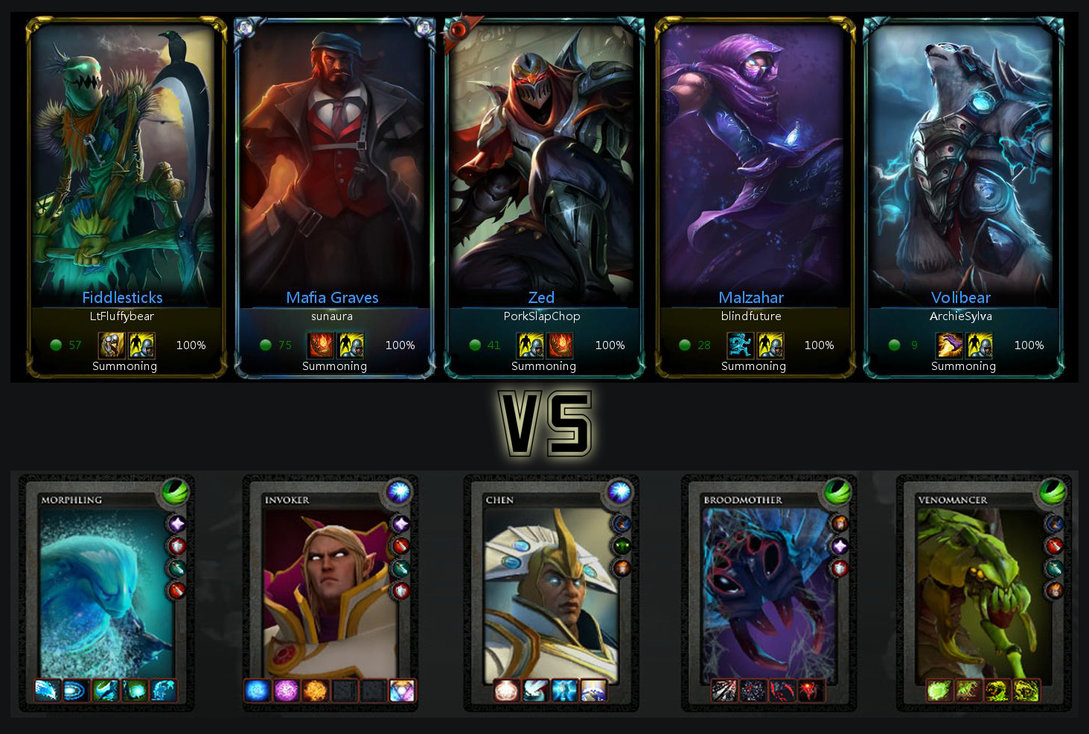 Fiddlesticks
LtFluffybear
57
100%
Summoning
Mafia Graves
sunaura
75
100%
Summoning
Zed
PorkSlapChop
41
100%
Summoning
Malzahar
blindfuture
28
100%
Summoning
Volibear
ArchieSylva
9
100%
Summoning
VS
MORPHLING
INVOKER
CHEN
BROODMOTHER
VENOMANCER